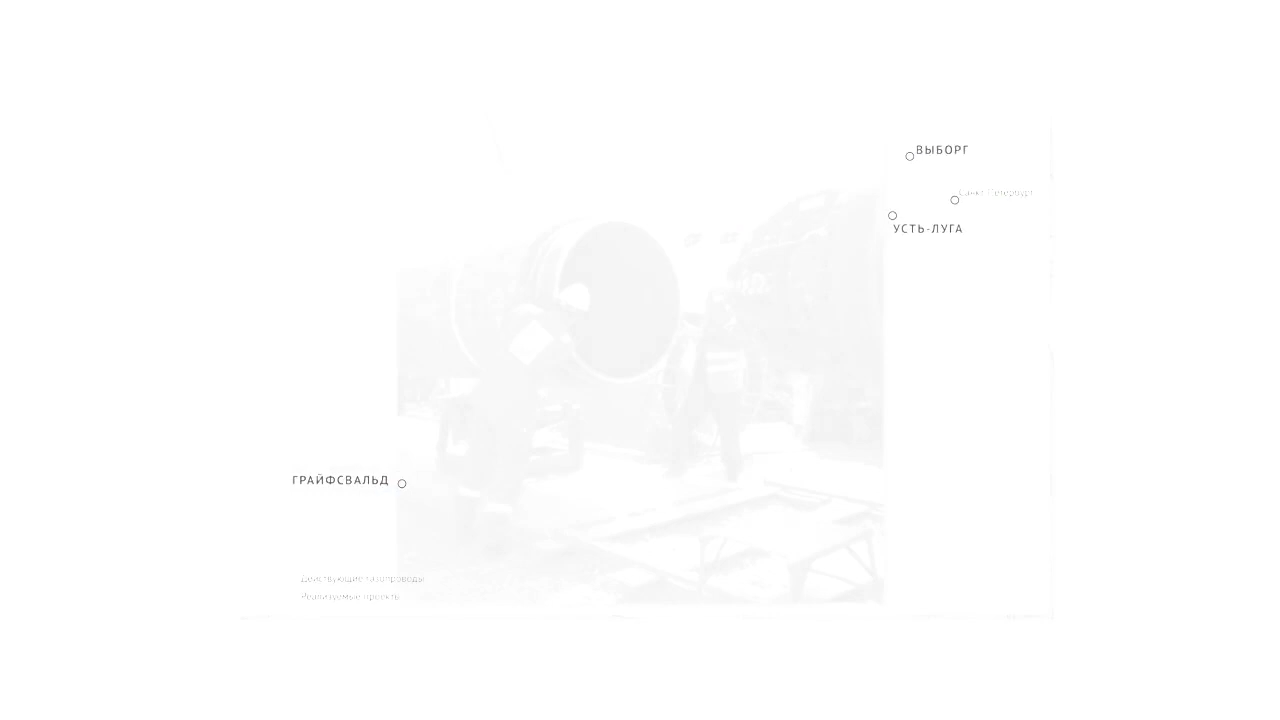 ВЫБОРГ
Санкт-Петербург
УСТЬ-ЛУГА
ГРАЙФСВАЛЬД
Действующие газопроводы
Реализуемые проекты